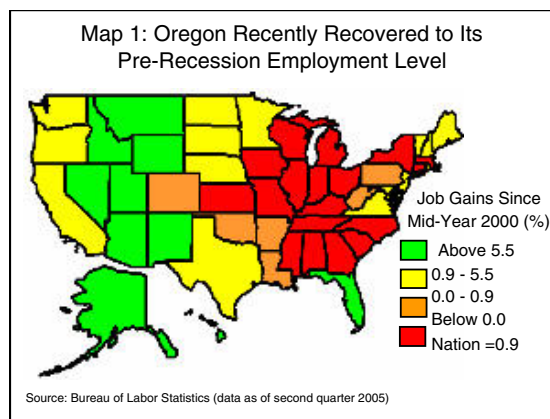 Map 1: Oregon Recently Recovered to Its
Pre-Recession Employment Level
Job Gains Since
Mid-Year 2000 (%)
Above 5.5
0.9 - 5.5
0.0 - 0.9
Below 0.0
Nation =0.9
Source: Bureau of Labor Statistics (data as of second quarter 2005)